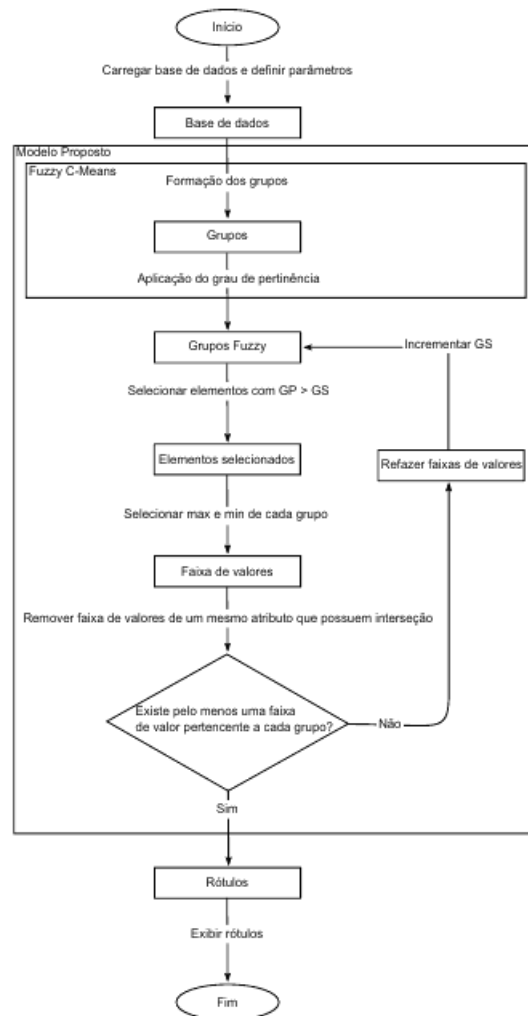 Início
Carregar base de dados e definir parâmetros
Base de dados
Modelo Proposto
Fuzzy C-Means
Formação dos grupos
Grupos
Aplicação do grau de pertinência
Grupos Fuzzy
Incrementar GS
Selecionar elementos com GP > GS
Elementos selecionados
Refazer faixas de valores
Selecionar max e min de cada grupo
Faixa de valores
Remover faixa de valores de um mesmo atributo que possuem interseção
Existe pelo menos uma faixa
de valor pertencente a cada grupo?
Não
Sim
Rótulos
Exibir rótulos
Fim